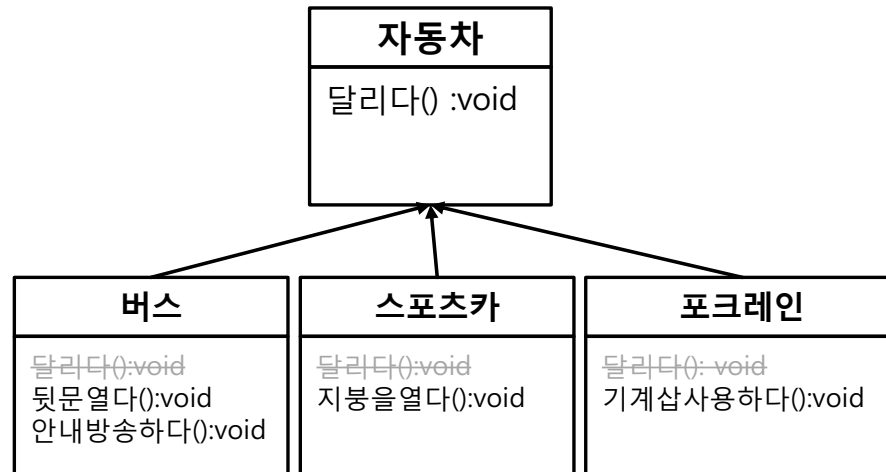 자동차
달리다() :void
버스
달리다():void
뒷문열다():void
안내방송하다():void
스포츠카
달리다():void
지붕을열다():void
포크레인
달리다(): void
기계삽사용하다():void